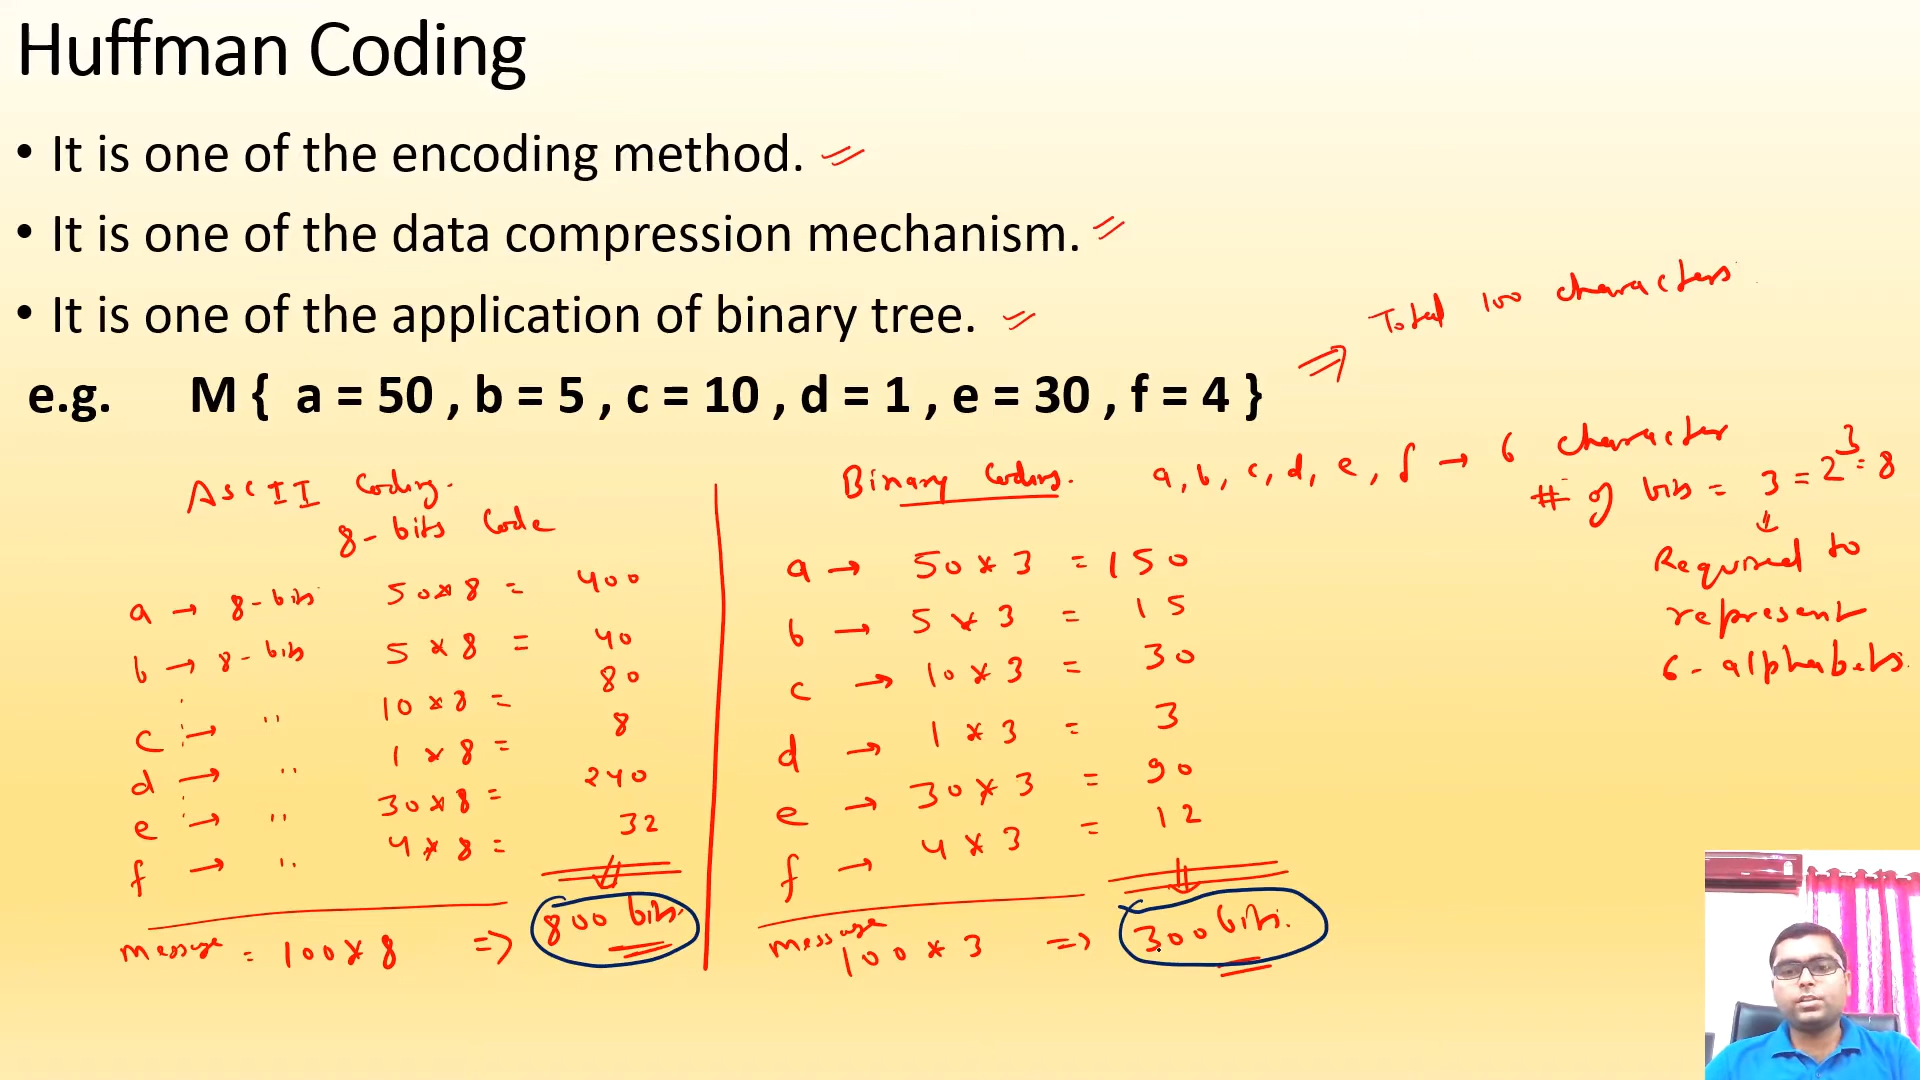 Huffman Coding
• It is one of the encoding method.
• It is one of the data compression mechanism.
• It is one of the application of binary tree.
Total 100 characters
e.g. M { a = 50 , b = 5 , c = 10 , d = 1 , e = 30 , f = 4 } ⇒
ASCII Coding.
8-bits Code
a → 8-bits 50*8 = 400
b → 8-bits 5*8 = 40
c → " 10*8 = 80
d → " 1*8 = 8
e → " 30*8 = 240
f → " 4*8 = 32
message = 100*8 => 800 bits.
Binary Coding. a, b, c, d, e, f → 6 character
# of bits = 3 = 2^3 = 8
Required to
represent
6-alphabets.
a → 50*3 = 150
b → 5*3 = 15
c → 10*3 = 30
d → 1*3 = 3
e → 30*3 = 90
f → 4*3 = 12
message
100*3 => 300 bits.